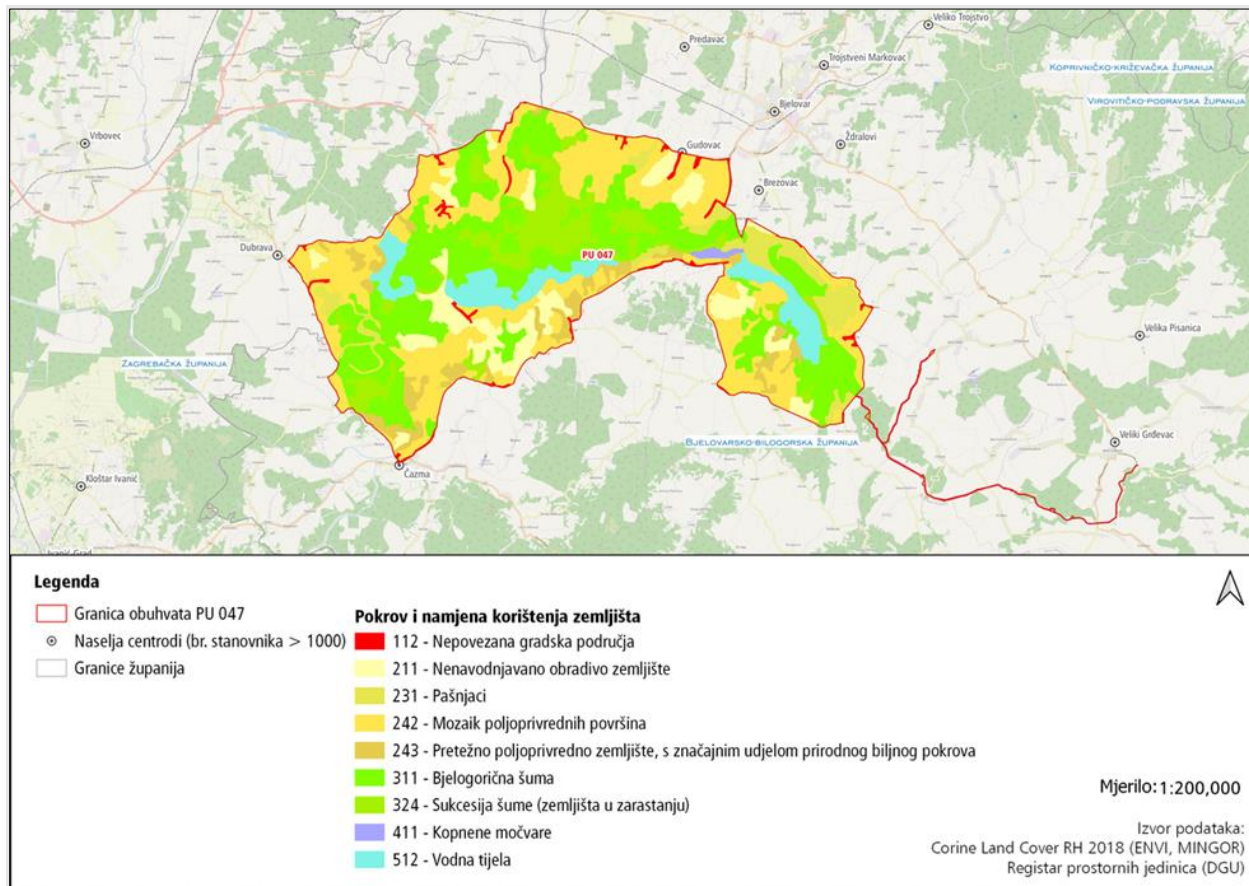 Veliko Trojstvo
Predavac
Trojstveni Markovac
KOPRIVNIČKO-KRIŽEVAČKA ŽUPANIJA
VIROVITIČKO-PODRAVSKA ŽUPANIJA
Bjelovar
Vrbovec
Gudovac
Ždralovi
Brezovac
Dubrava
PU 047
Velika Pisanica
ZAGREBAČKA ŽUPANIJA
BJELOVARSKO-BILOGORSKA ŽUPANIJA
Veliki Grđevac
Čazma
Kloštar Ivanić
Ivanić Grad
Legenda
Granica obuhvata PU 047
Naselja centrodi (br. stanovnika > 1000)
Granice županija
Pokrov i namjena korištenja zemljišta
112 - Nepovezana gradska područja
211 - Nenavodnjavano obradivo zemljište
231 - Pašnjaci
242 - Mozaik poljoprivrednih površina
243 - Pretežno poljoprivredno zemljište, s značajnim udjelom prirodnog biljnog pokrova
311 - Bjelogorična šuma
324 - Sukcesija šume (zemljišta u zarastanju)
411 - Kopnene močvare
512 - Vodna tijela
Mjerilo: 1:200,000
Izvor podataka:
Corine Land Cover RH 2018 (ENVI, MINGOR)
Registar prostornih jedinica (DGU)